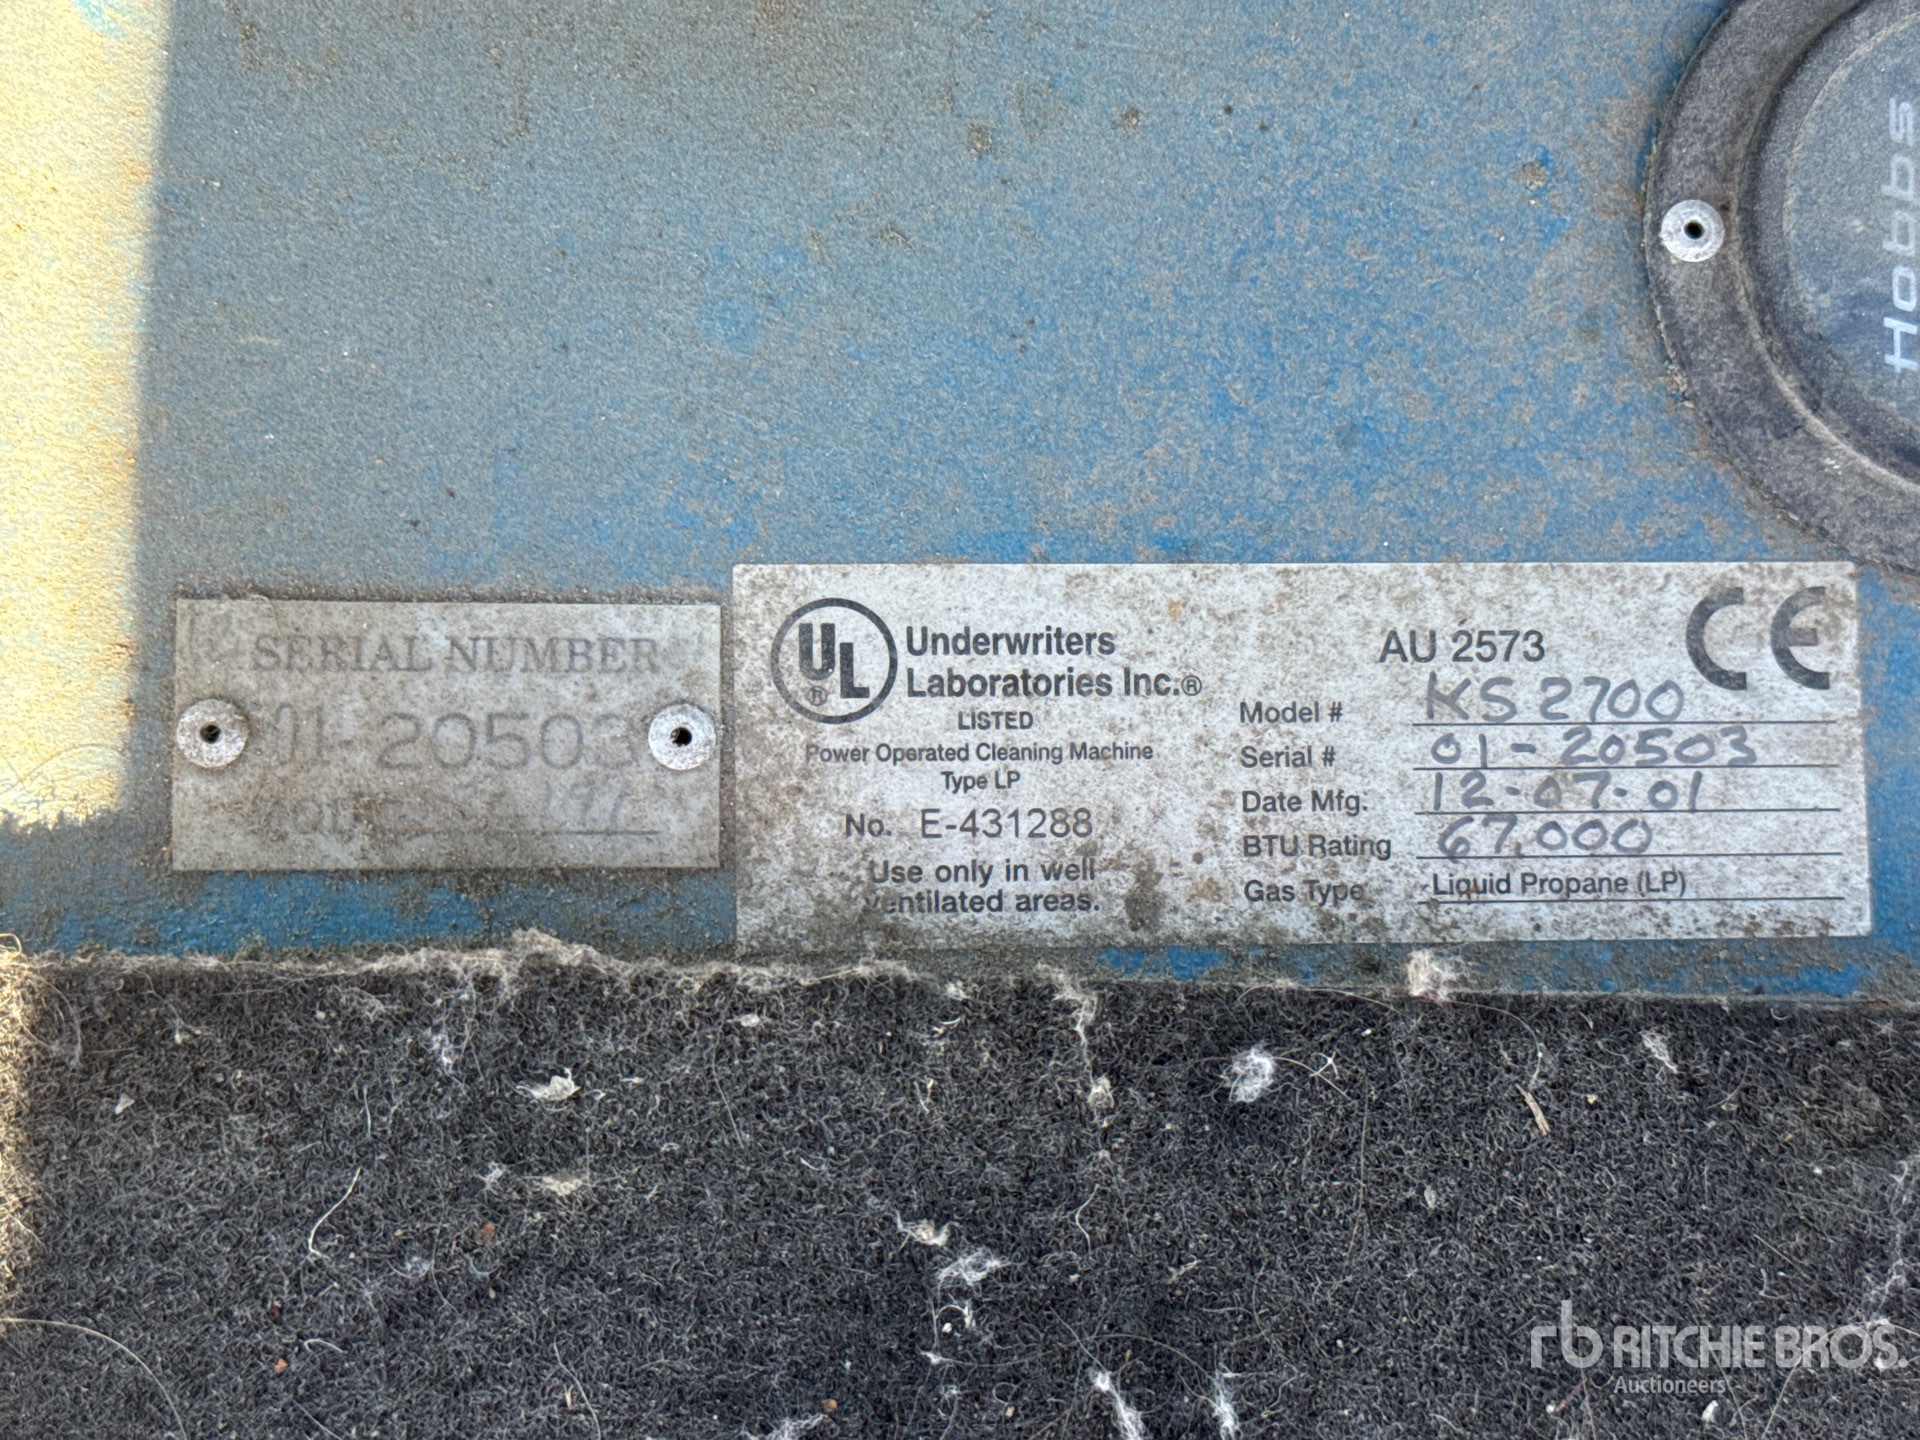 Hobbs
SERIAL NUMBER
01-20503
UL
®
Underwriters
Laboratories Inc.®
LISTED
Power Operated Cleaning Machine
Type LP
No. E-431288
Use only in well
ventilated areas.
AU 2573
CE
Model # KS 2700
Serial # 01-20503
Date Mfg. 12-07-01
BTU Rating 67,000
Gas Type Liquid Propane (LP)
rb RITCHIE BROS.
Auctioneers